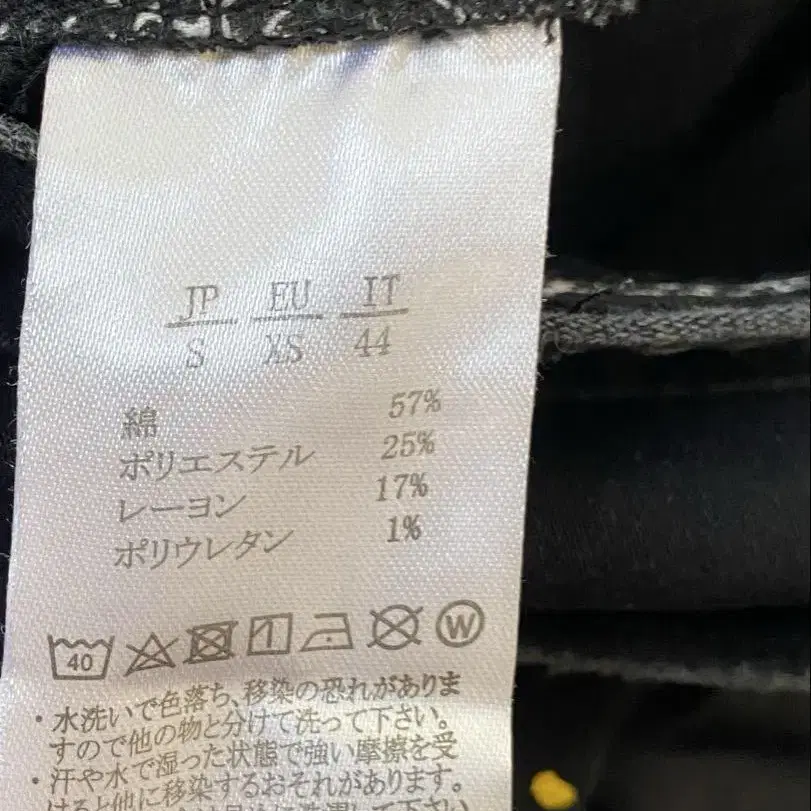 JP EU IT
S XS 44
綿 57%
ポリエステル 25%
レーヨン 17%
ポリウレタン 1%
40 W
・水洗いで色落ち、移染の恐れがありま
すので他の物と分けて洗って下さい。
・汗や水で湿った状態で強い摩擦を受
けると他に移染するおそれがあります。